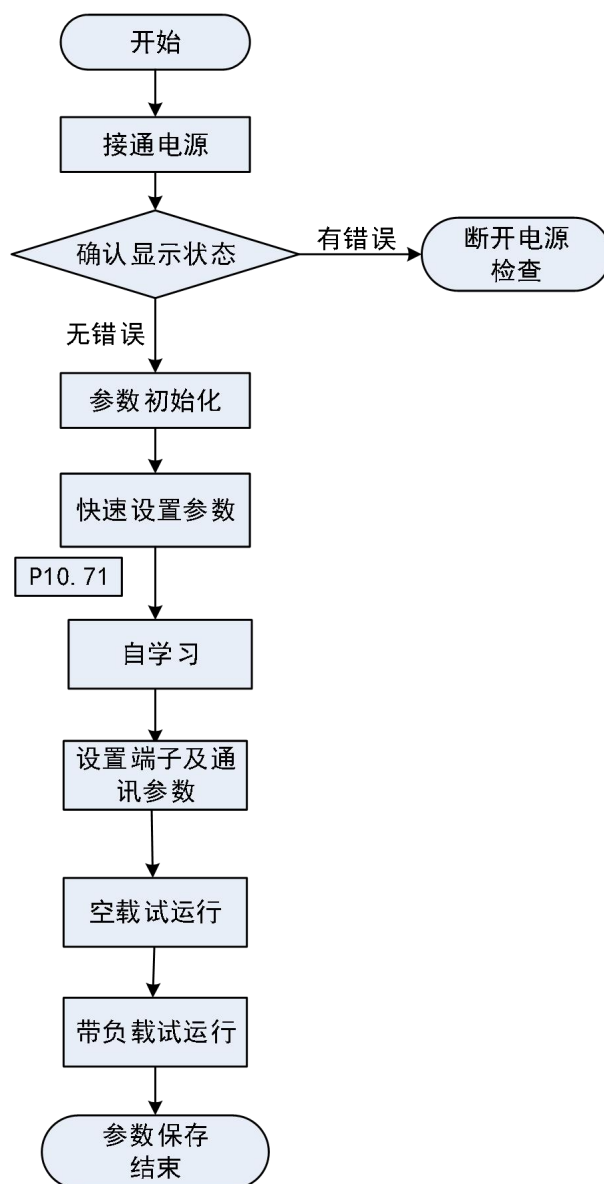 开始
接通电源
确认显示状态
有错误
断开电源
检查
无错误
参数初始化
快速设置参数
P10.71
自学习
设置端子及通
讯参数
空载试运行
带负载试运行
参数保存
结束